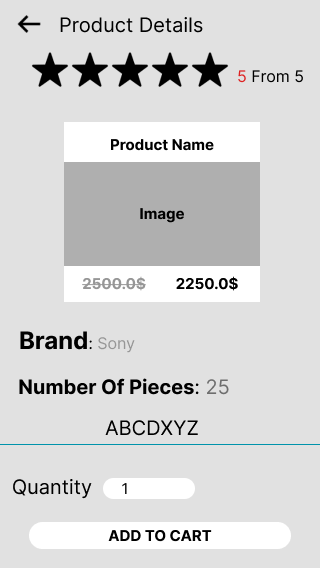 Product Details
5 From 5
Product Name
Image
2500.0$ 2250.0$
Brand: Sony
Number Of Pieces: 25
ABCDXYZ
Quantity 1
ADD TO CART